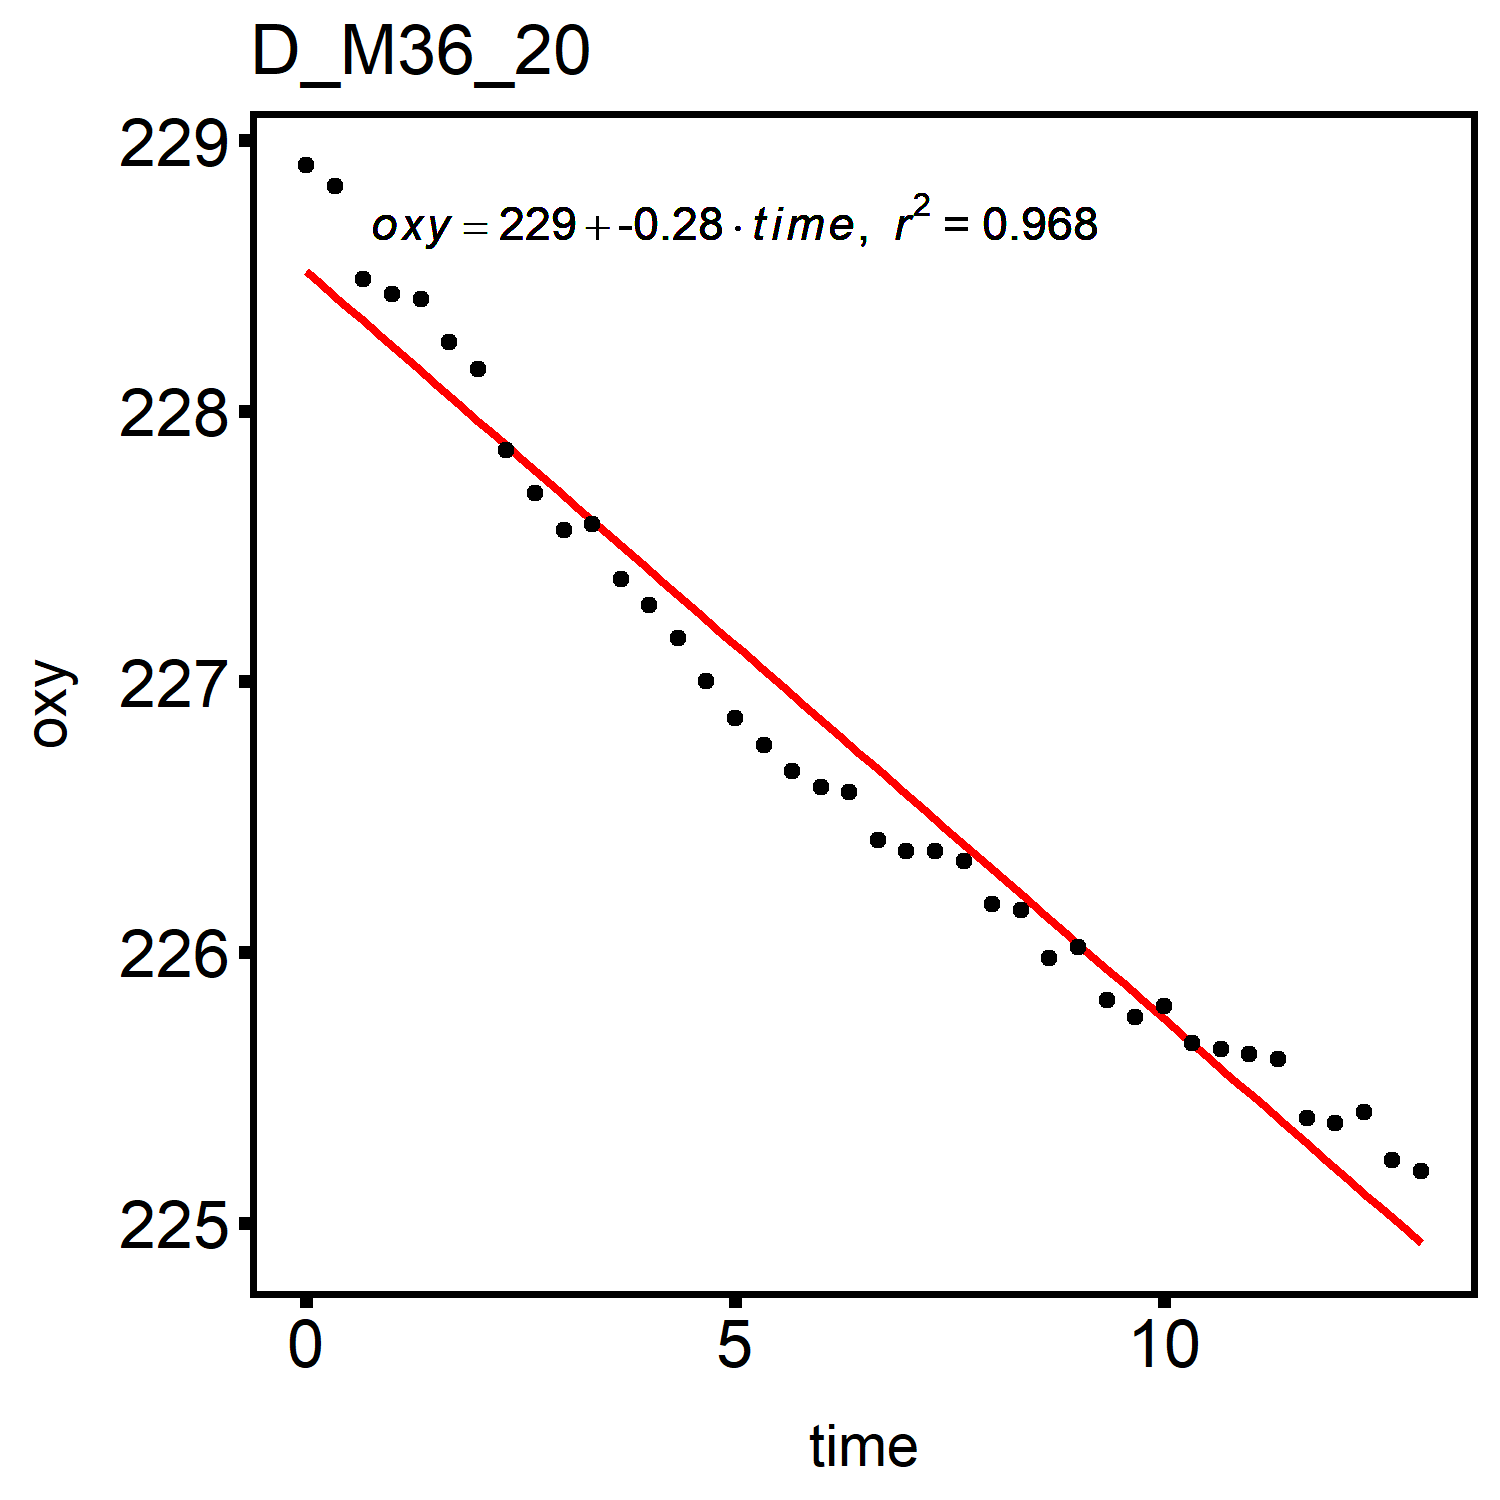 D_M36_20
229
oxy = 229 + -0.28 · time, r² = 0.968
228
227
226
225
oxy
0 5 10
time